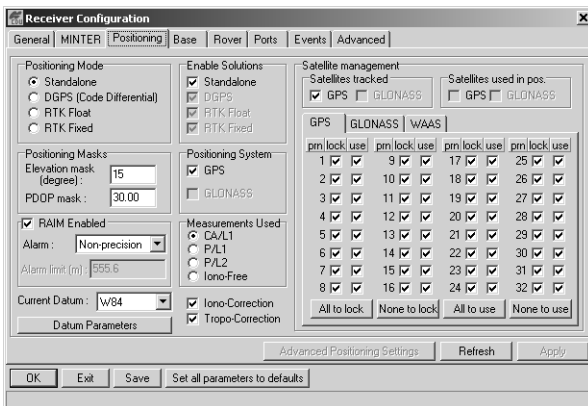 Receiver Configuration
General MINTER Positioning Base Rover Ports Events Advanced
Positioning Mode
Standalone
DGPS (Code Differential)
RTK Float
RTK Fixed
Enable Solutions
Standalone
DGPS
RTK Float
RTK Fixed
Satellite management
Satellites tracked
GPS GLONASS
Satellites used in pos.
GPS GLONASS
GPS GLONASS WAAS
prn lock use prn lock use prn lock use prn lock use
1 9 17 25
2 10 18 26
3 11 19 27
4 12 20 28
5 13 21 29
6 14 22 30
7 15 23 31
8 16 24 32
All to lock None to lock All to use None to use
Positioning Masks
Elevation mask (degree) : 15
PDOP mask : 30.00
Positioning System
GPS
GLONASS
RAIM Enabled
Alarm : Non-precision
Alarm limit (m) : 555.6
Measurements Used
CA/L1
P/L1
P/L2
Iono-Free
Current Datum : W84
Datum Parameters
Iono-Correction
Tropo-Correction
Advanced Positioning Settings Refresh Apply
OK Exit Save Set all parameters to defaults